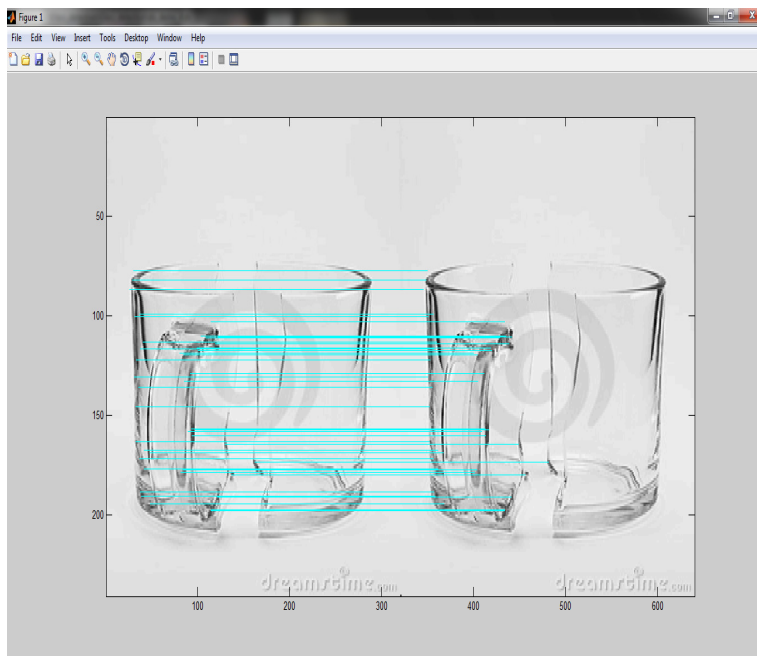 Figure 1
File Edit View Insert Tools Desktop Window Help
50
100
150
200
dreamstime.com dreamstime.com
100 200 300 400 500 600